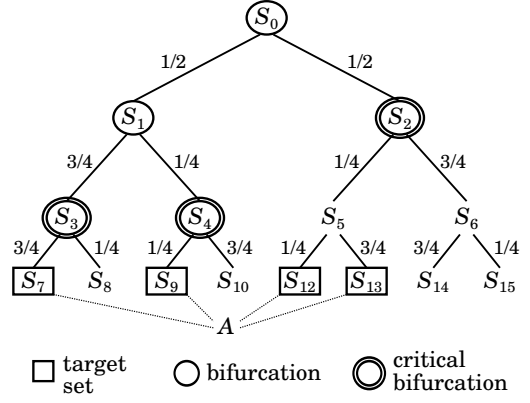 S0
1/2 1/2
S1 S2
3/4 1/4 1/4 3/4
S3 S4 S5 S6
3/4 1/4 1/4 3/4 1/4 3/4 3/4 1/4
S7 S8 S9 S10 S12 S13 S14 S15
A
target set
bifurcation
critical bifurcation